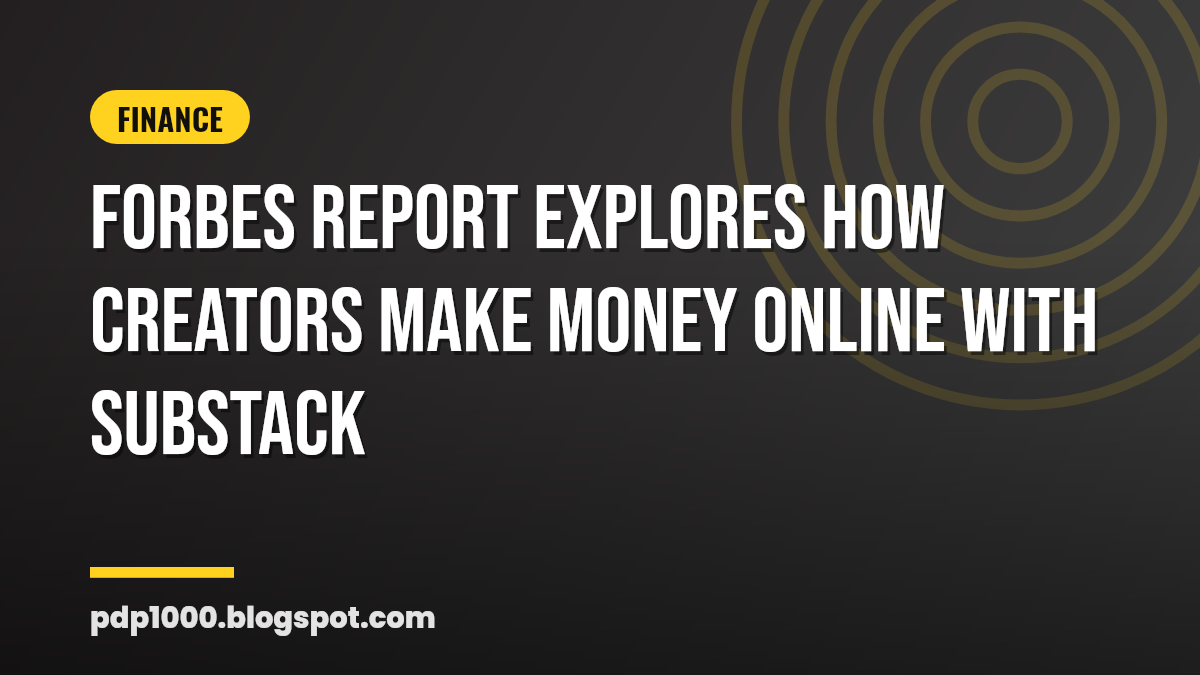 FINANCE
FORBES REPORT EXPLORES HOW
CREATORS MAKE MONEY ONLINE WITH
SUBSTACK
pdp1000.blogspot.com